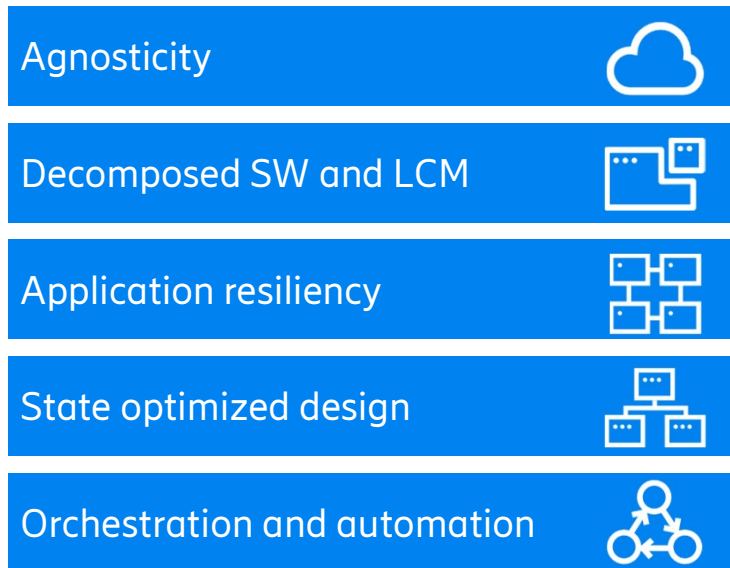 Agnosticity
Decomposed SW and LCM
Application resiliency
State optimized design
Orchestration and automation